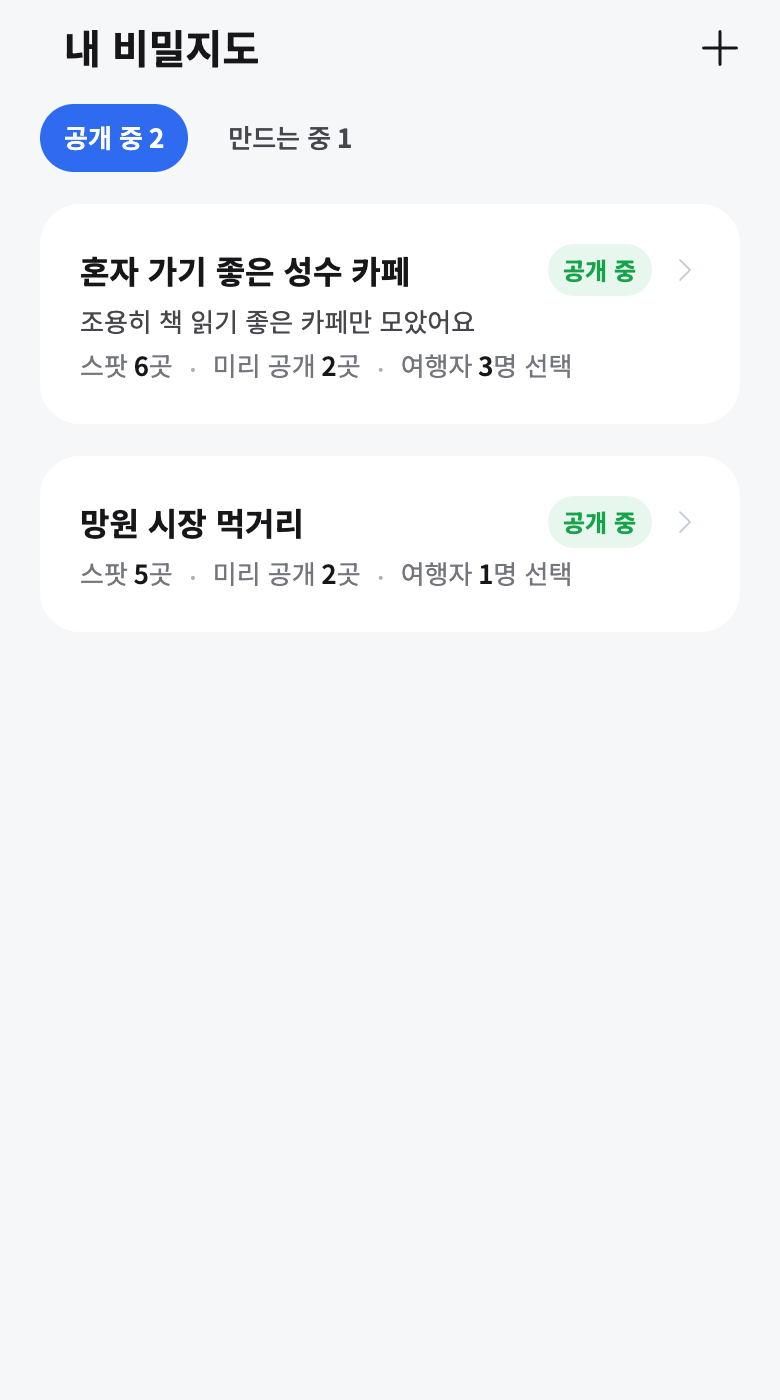 내 비밀지도
공개 중 2 만드는 중 1
혼자 가기 좋은 성수 카페 공개 중
조용히 책 읽기 좋은 카페만 모았어요
스팟 6곳 · 미리 공개 2곳 · 여행자 3명 선택
망원 시장 먹거리 공개 중
스팟 5곳 · 미리 공개 2곳 · 여행자 1명 선택